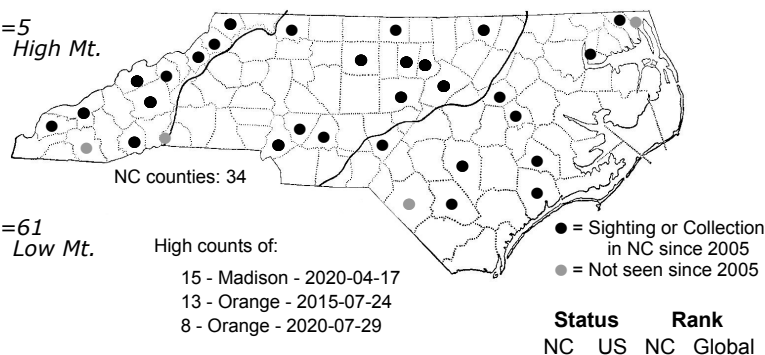 =5
High Mt.
NC counties: 34
=61
Low Mt.
High counts of:
15 - Madison - 2020-04-17
13 - Orange - 2015-07-24
8 - Orange - 2020-07-29
= Sighting or Collection
in NC since 2005
= Not seen since 2005
Status Rank
NC US NC Global